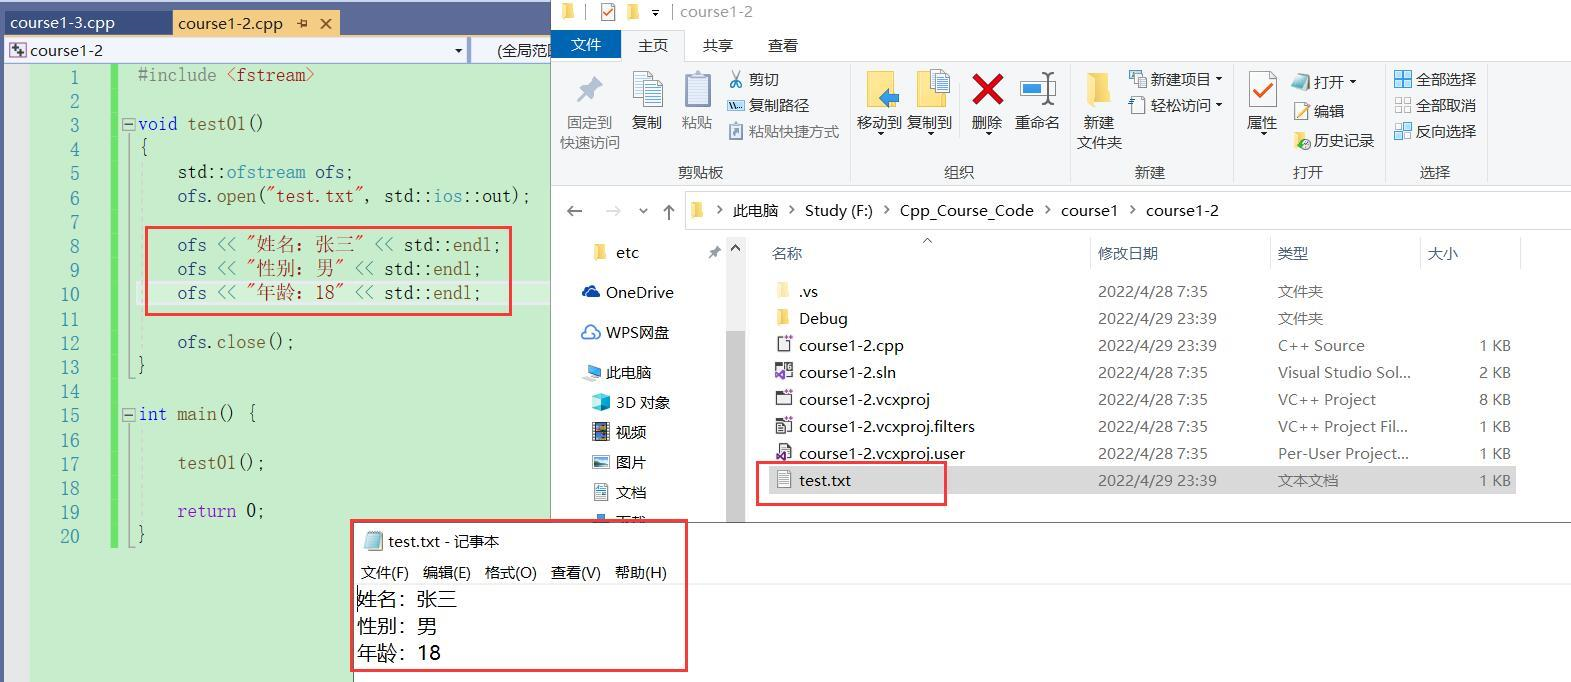 course1-3.cpp
course1-2.cpp
course1-2
(全局范
1 #include <fstream>
2
3 void test01()
4 {
5 std::ofstream ofs;
6 ofs.open("test.txt", std::ios::out);
7
8 ofs << "姓名：张三" << std::endl;
9 ofs << "性别：男" << std::endl;
10 ofs << "年龄：18" << std::endl;
11
12 ofs.close();
13 }
14
15 int main() {
16
17 test01();
18
19 return 0;
20 }
course1-2
文件 主页 共享 查看
固定到
快速访问
复制
粘贴
剪切
复制路径
粘贴快捷方式
剪贴板
移动到 复制到 删除 重命名
组织
新建
文件夹
新建项目
轻松访问
新建
属性
打开
编辑
历史记录
打开
全部选择
全部取消
反向选择
选择
此电脑 Study (F:) Cpp_Course_Code course1 course1-2
etc
OneDrive
WPS网盘
此电脑
3D 对象
视频
图片
文档
名称 修改日期 类型 大小
.vs 2022/4/28 7:35 文件夹
Debug 2022/4/29 23:39 文件夹
course1-2.cpp 2022/4/29 23:39 C++ Source 1 KB
course1-2.sln 2022/4/28 7:35 Visual Studio Sol... 2 KB
course1-2.vcxproj 2022/4/28 7:35 VC++ Project 8 KB
course1-2.vcxproj.filters 2022/4/28 7:35 VC++ Project Fil... 1 KB
course1-2.vcxproj.user 2022/4/28 7:35 Per-User Project... 1 KB
test.txt 2022/4/29 23:39 文本文档 1 KB
test.txt - 记事本
文件(F) 编辑(E) 格式(O) 查看(V) 帮助(H)
姓名：张三
性别：男
年龄：18